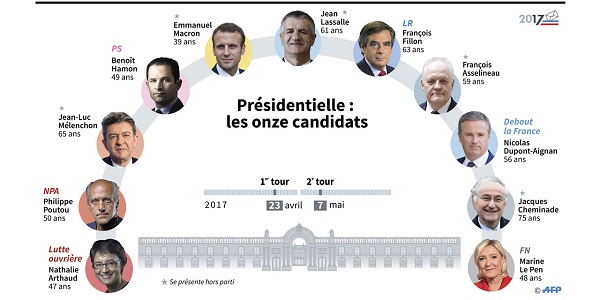 2017
★
Jean
Lassalle
61 ans
Emmanuel
Macron
39 ans
★
LR
François
Fillon
63 ans
PS
Benoît
Hamon
49 ans
★
François
Asselineau
59 ans
★
Jean-Luc
Mélenchon
65 ans
Présidentielle :
les onze candidats
Debout
la France
Nicolas
Dupont-Aignan
56 ans
NPA
Philippe
Poutou
50 ans
1er tour 2e tour
2017 23 avril 7 mai
★
Jacques
Cheminade
75 ans
Lutte
ouvrière
Nathalie
Arthaud
47 ans
FN
Marine
Le Pen
48 ans
★ Se présente hors parti
© AFP